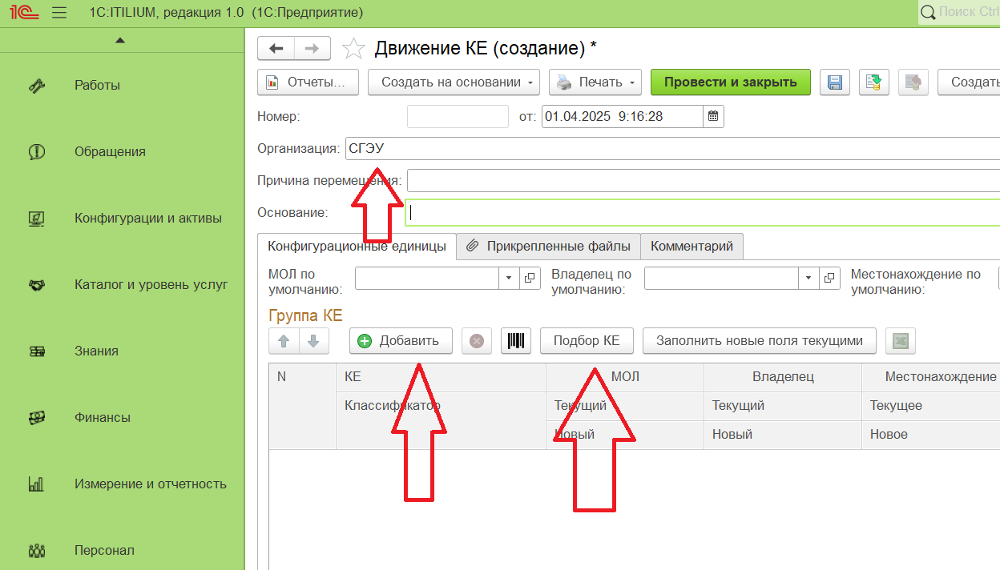 1С:ITILIUM, редакция 1.0 (1С:Предприятие)
Поиск Ctrl
Работы
Обращения
Конфигурации и активы
Каталог и уровень услуг
Знания
Финансы
Измерение и отчетность
Персонал
Движение КЕ (создание) *
Отчеты...
Создать на основании
Печать
Провести и закрыть
Создать
Номер:
от: 01.04.2025 9:16:28
Организация: СГЭУ
Причина перемещения:
Основание:
Конфигурационные единицы
Прикрепленные файлы
Комментарий
МОЛ по умолчанию:
Владелец по умолчанию:
Местонахождение по умолчанию:
Группа КЕ
Добавить
Подбор КЕ
Заполнить новые поля текущими
N КЕ МОЛ Владелец Местонахождение
Классификатор Текущий Текущий Текущее
Новый Новый Новое